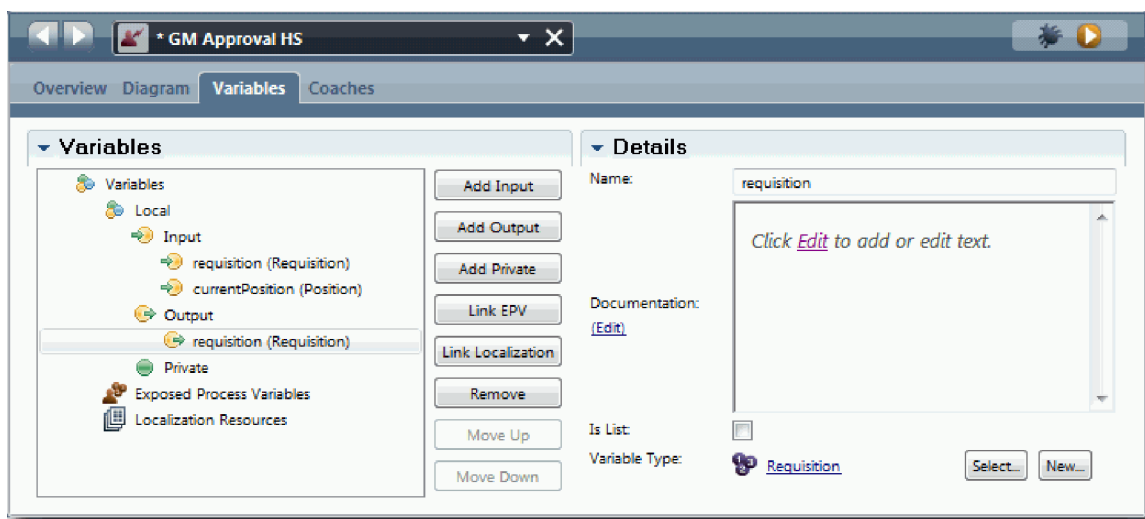 * GM Approval HS
Overview Diagram Variables Coaches
Variables
Variables
Local
Input
requisition (Requisition)
currentPosition (Position)
Output
requisition (Requisition)
Private
Exposed Process Variables
Localization Resources
Add Input
Add Output
Add Private
Link EPV
Link Localization
Remove
Move Up
Move Down
Details
Name: requisition
Click Edit to add or edit text.
Documentation:
(Edit)
Is List:
Variable Type: Requisition Select... New...